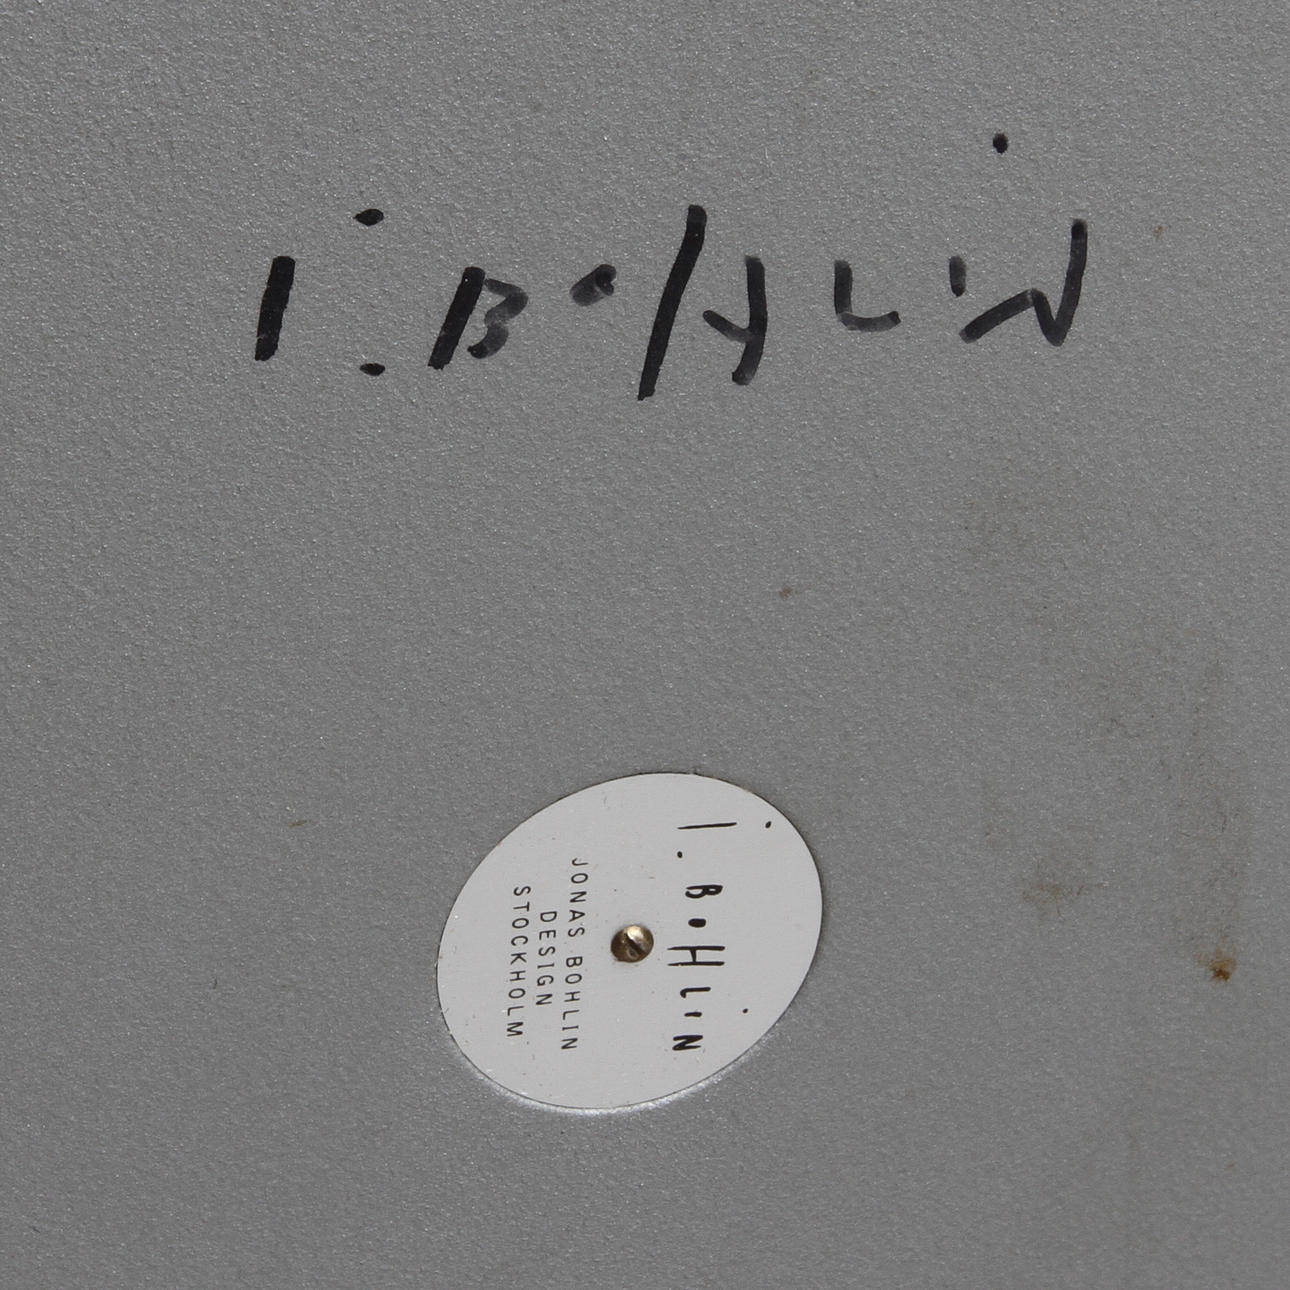 j. BoHLiN
j. BoHLiN
JONAS BOHLIN
DESIGN
STOCKHOLM